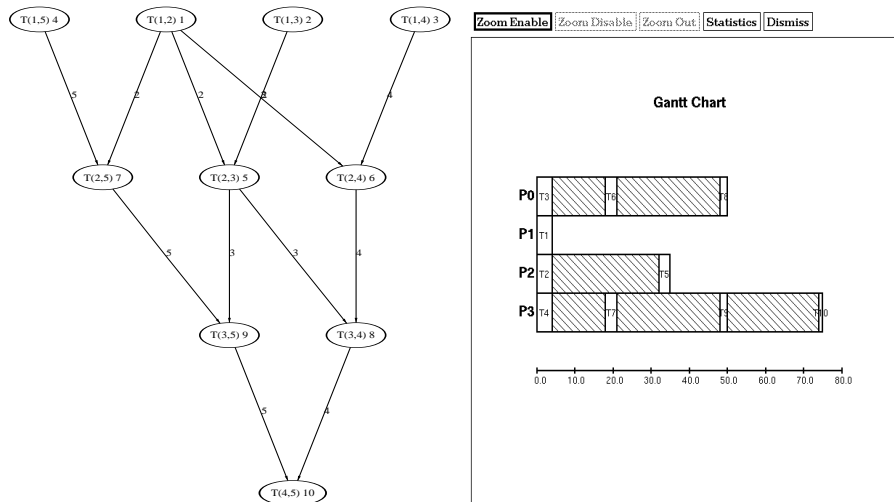 T(1,5) 4
T(1,2) 1
T(1,3) 2
T(1,4) 3
5
2
2
4
T(2,5) 7
T(2,3) 5
T(2,4) 6
5
3
3
4
T(3,5) 9
T(3,4) 8
5
4
T(4,5) 10
Zoom Enable
Zoom Disable
Zoom Out
Statistics
Dismiss
Gantt Chart
P0 T3 T6 T8
P1 T1
P2 T2 T5
P3 T4 T7 T9 T10
0.0 10.0 20.0 30.0 40.0 50.0 60.0 70.0 80.0